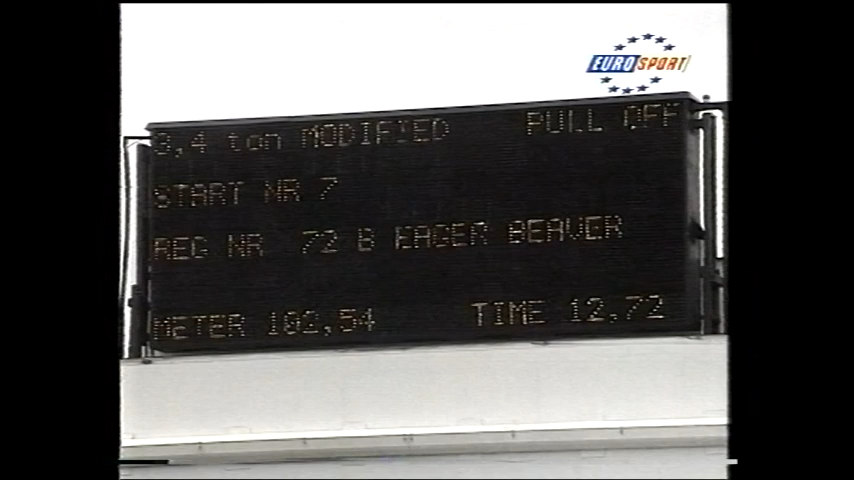 EUROSPORT
3,4 ton MODIFIED PULL OFF
START NR 7
REG NR 72 B EAGER BEAVER
METER 102,54 TIME 12,72